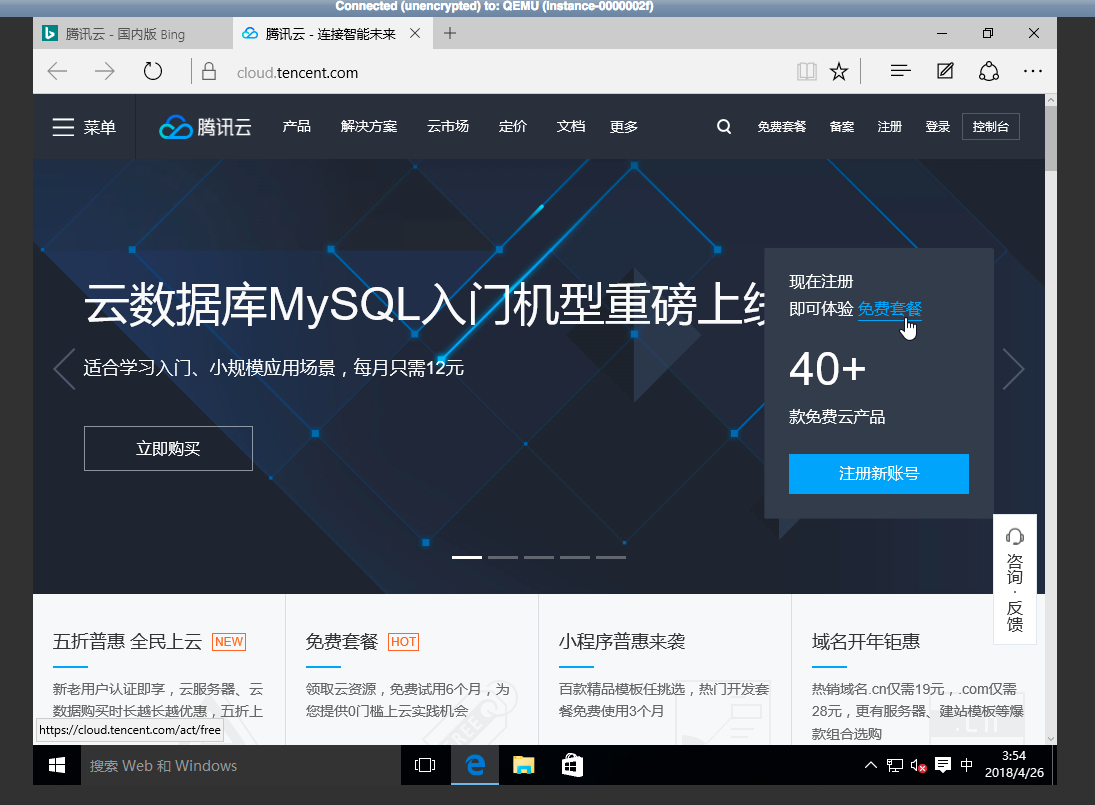 Connected (unencrypted) to: QEMU (instance-0000002f)
腾讯云 - 国内版 Bing
腾讯云 - 连接智能未来
cloud.tencent.com
菜单
腾讯云
产品
解决方案
云市场
定价
文档
更多
免费套餐
备案
注册
登录
控制台
云数据库MySQL入门机型重磅上线
适合学习入门、小规模应用场景，每月只需12元
立即购买
现在注册
即可体验 免费套餐
40+
款免费云产品
注册新账号
咨询·反馈
五折普惠 全民上云 NEW
新老用户认证即享，云服务器、云
数据购买时长越长越优惠，五折上
免费套餐 HOT
领取云资源，免费试用6个月，为
您提供0门槛上云实践机会
FREE
小程序普惠来袭
百款精品模板任挑选，热门开发套
餐免费使用3个月
域名开年钜惠
热销域名.cn仅需19元，.com仅需
28元，更有服务器、建站模板等爆
款组合选购
.cn
https://cloud.tencent.com/act/free
搜索 Web 和 Windows
中
3:54
2018/4/26